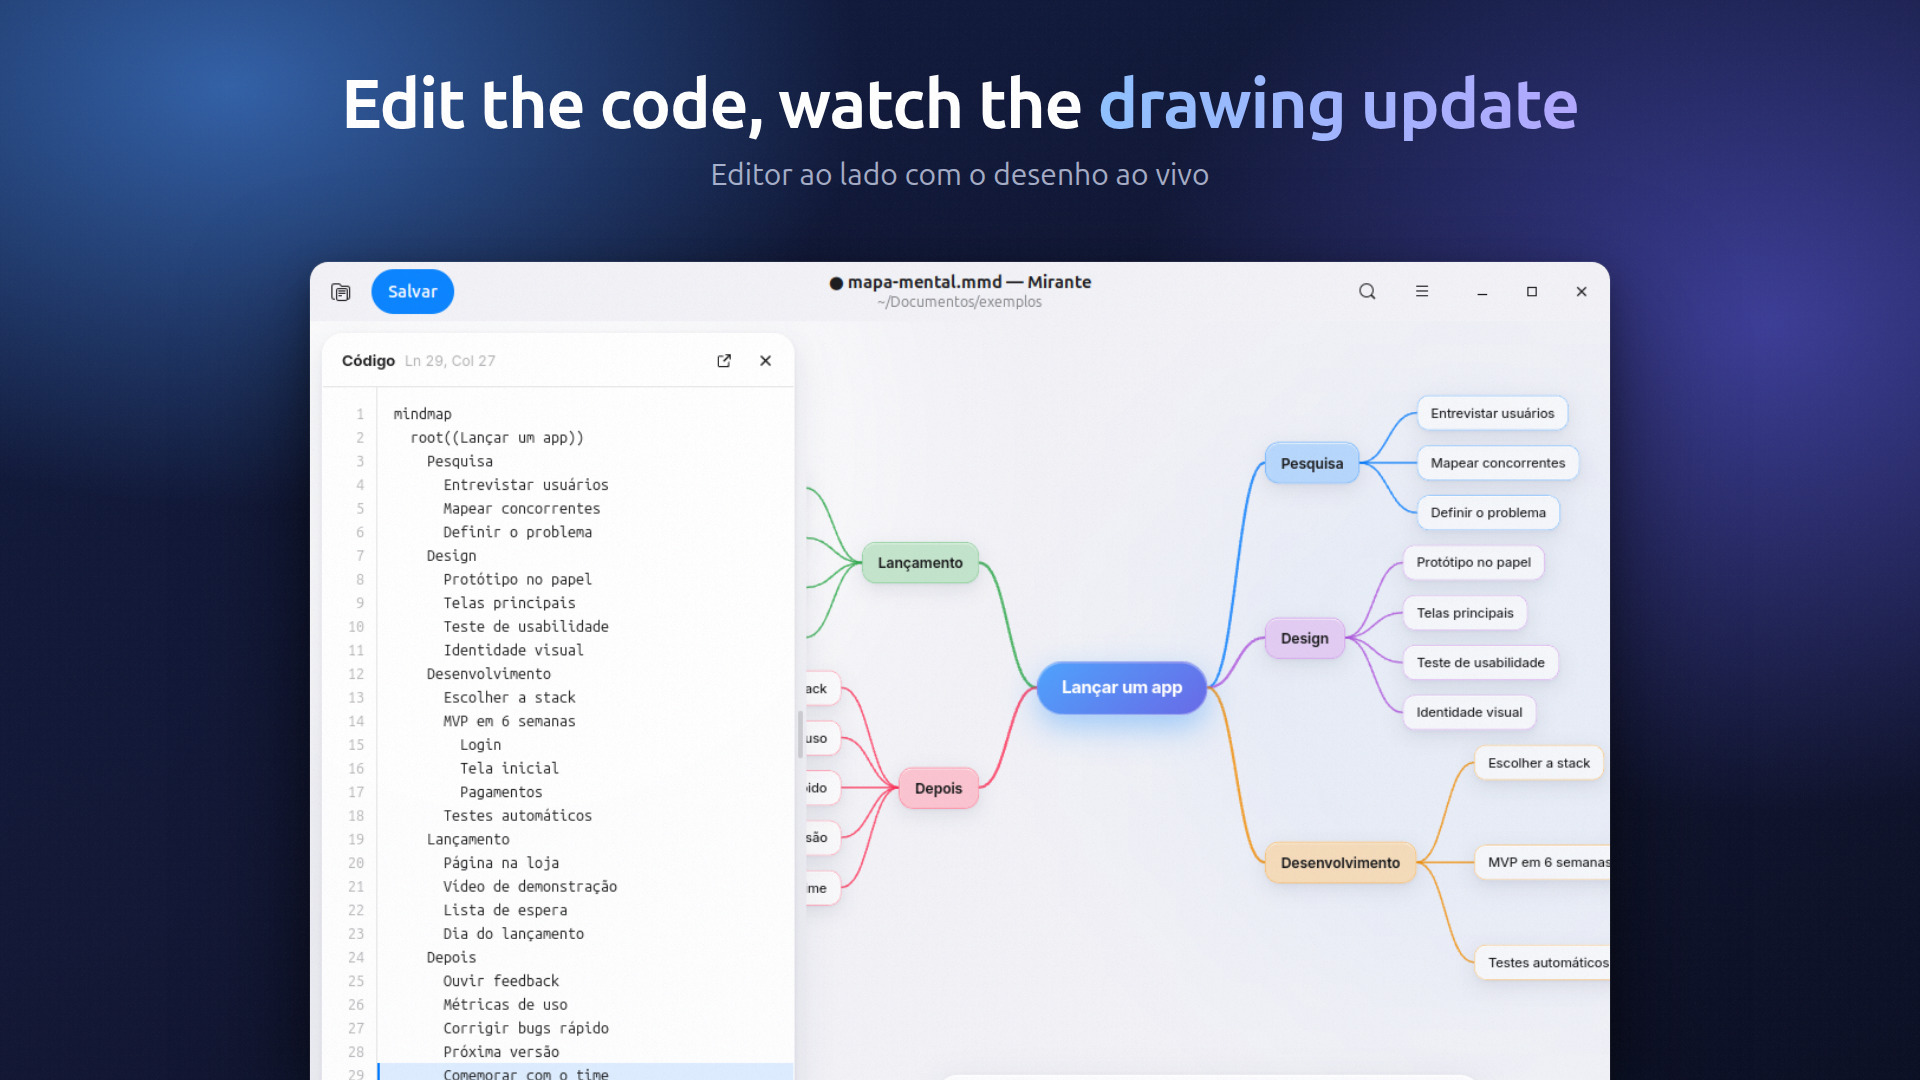 Edit the code, watch the drawing update
Editor ao lado com o desenho ao vivo
Salvar
● mapa-mental.mmd — Mirante
~/Documentos/exemplos
Código Ln 29, Col 27
1 mindmap
2 root((Lançar um app))
3 Pesquisa
4 Entrevistar usuários
5 Mapear concorrentes
6 Definir o problema
7 Design
8 Protótipo no papel
9 Telas principais
10 Teste de usabilidade
11 Identidade visual
12 Desenvolvimento
13 Escolher a stack
14 MVP em 6 semanas
15 Login
16 Tela inicial
17 Pagamentos
18 Testes automáticos
19 Lançamento
20 Página na loja
21 Vídeo de demonstração
22 Lista de espera
23 Dia do lançamento
24 Depois
25 Ouvir feedback
26 Métricas de uso
27 Corrigir bugs rápido
28 Próxima versão
29 Comemorar com o time
Lançamento
ack
uso
ido
são
me
Depois
Lançar um app
Pesquisa
Entrevistar usuários
Mapear concorrentes
Definir o problema
Design
Protótipo no papel
Telas principais
Teste de usabilidade
Identidade visual
Desenvolvimento
Escolher a stack
MVP em 6 semanas
Testes automáticos